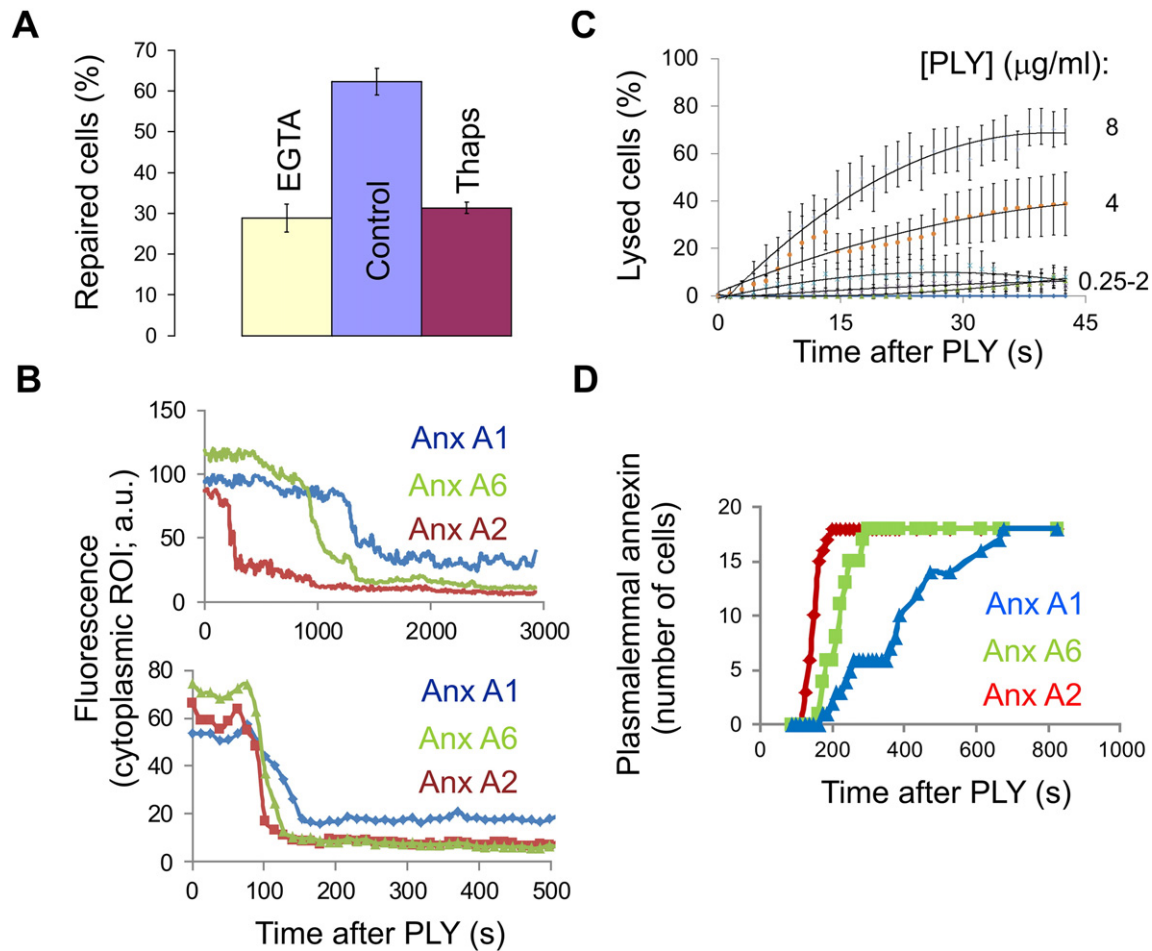 A
Repaired cells (%)
70
60
50
40
30
20
10
0
EGTA
Control
Thaps
B
Fluorescence
(cytoplasmic ROI; a.u.)
150
100
50
0
0 1000 2000 3000
Anx A1
Anx A6
Anx A2
80
60
40
20
0
0 100 200 300 400 500
Anx A1
Anx A6
Anx A2
Time after PLY (s)
C
Lysed cells (%)
100
80
60
40
20
0
[PLY] (μg/ml):
8
4
0.25-2
0 15 30 45
Time after PLY (s)
D
Plasmalemmal annexin
(number of cells)
20
15
10
5
0
Anx A1
Anx A6
Anx A2
0 200 400 600 800 1000
Time after PLY (s)